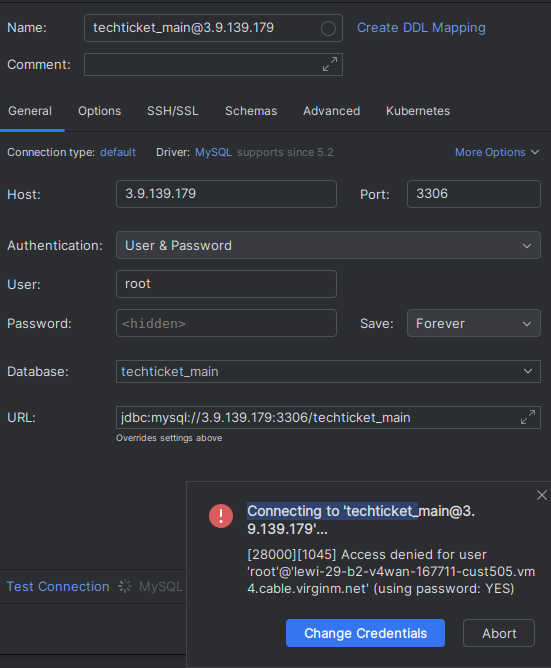 Name: techticket_main@3.9.139.179 Create DDL Mapping
Comment:
General Options SSH/SSL Schemas Advanced Kubernetes
Connection type: default Driver: MySQL supports since 5.2 More Options
Host: 3.9.139.179 Port: 3306
Authentication: User & Password
User: root
Password: <hidden> Save: Forever
Database: techticket_main
URL: jdbc:mysql://3.9.139.179:3306/techticket_main
Overrides settings above
Connecting to 'techticket_main@3.
9.139.179'...
[28000][1045] Access denied for user
'root'@'lewi-29-b2-v4wan-167711-cust505.vm
4.cable.virginm.net' (using password: YES)
Test Connection MySQL
Change Credentials Abort